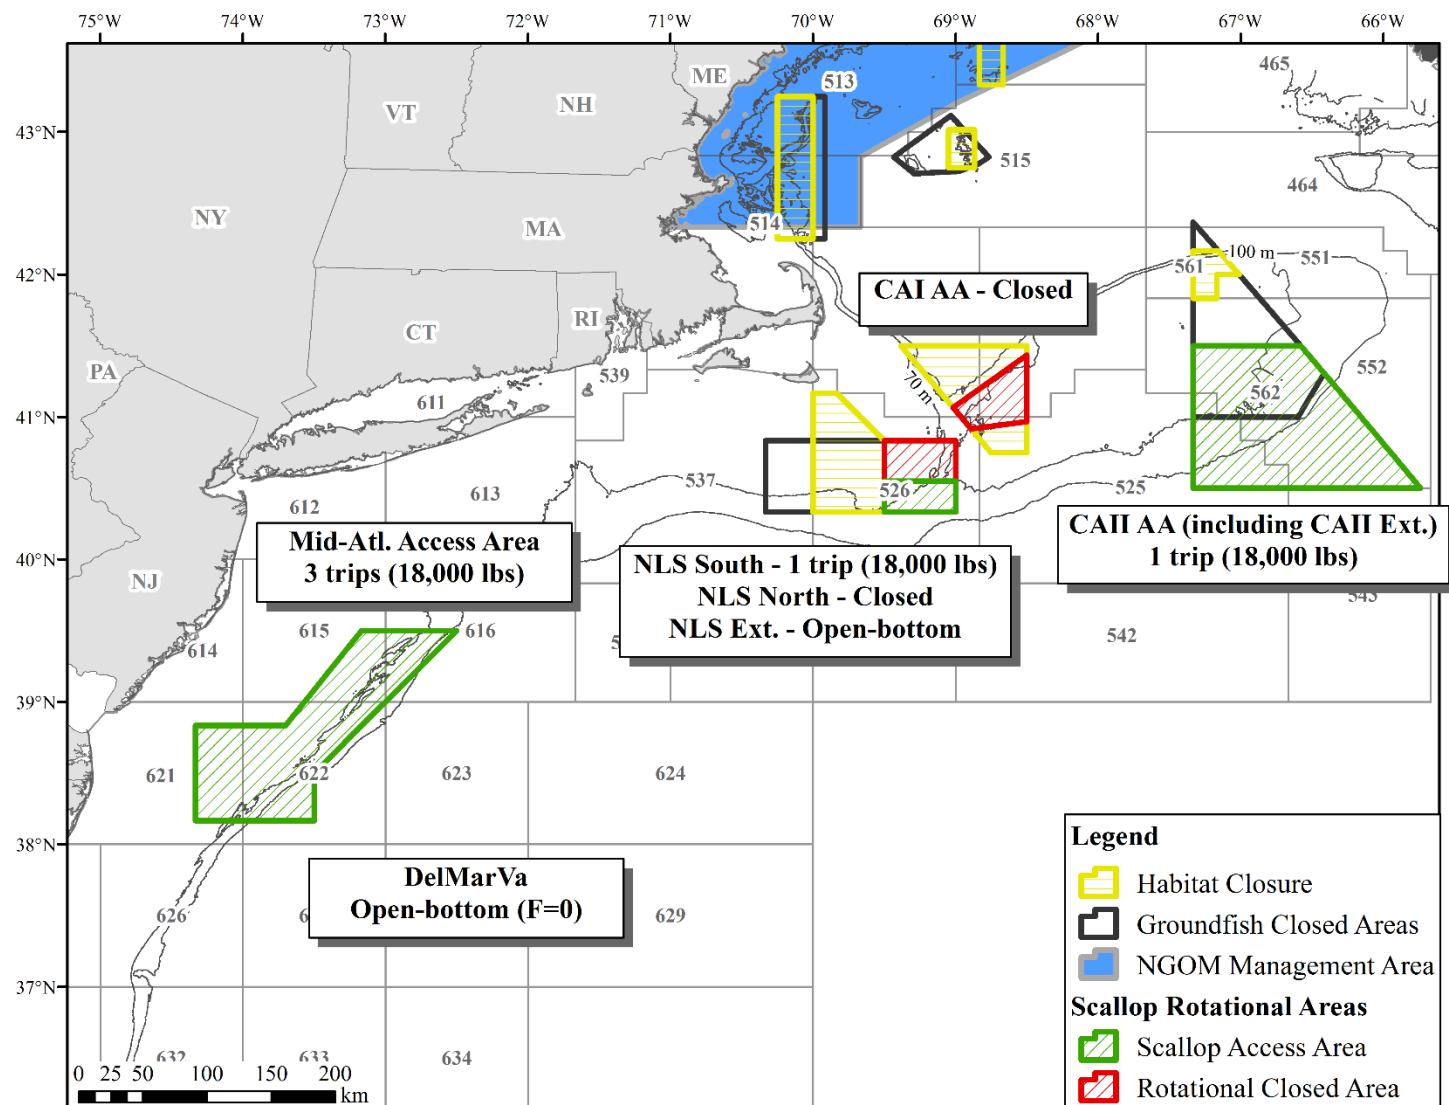 75°W 74°W 73°W 72°W 71°W 70°W 69°W 68°W 67°W 66°W
ME
513
465
VT
NH
43°N
515
464
NY
MA
514
100 m
551
561
42°N
CAI AA - Closed
RI
CT
PA
539
70 m
552
562
611
41°N
537
526
525
613
612
CAII AA (including CAII Ext.)
1 trip (18,000 lbs)
Mid-Atl. Access Area
3 trips (18,000 lbs)
40°N
NJ
NLS South - 1 trip (18,000 lbs)
NLS North - Closed
NLS Ext. - Open-bottom
543
615
616
542
614
39°N
621
622
623
624
38°N
DelMarVa
Open-bottom (F=0)
626
629
37°N
632
633
634
0 25 50 100 150 200
km
Legend
Habitat Closure
Groundfish Closed Areas
NGOM Management Area
Scallop Rotational Areas
Scallop Access Area
Rotational Closed Area